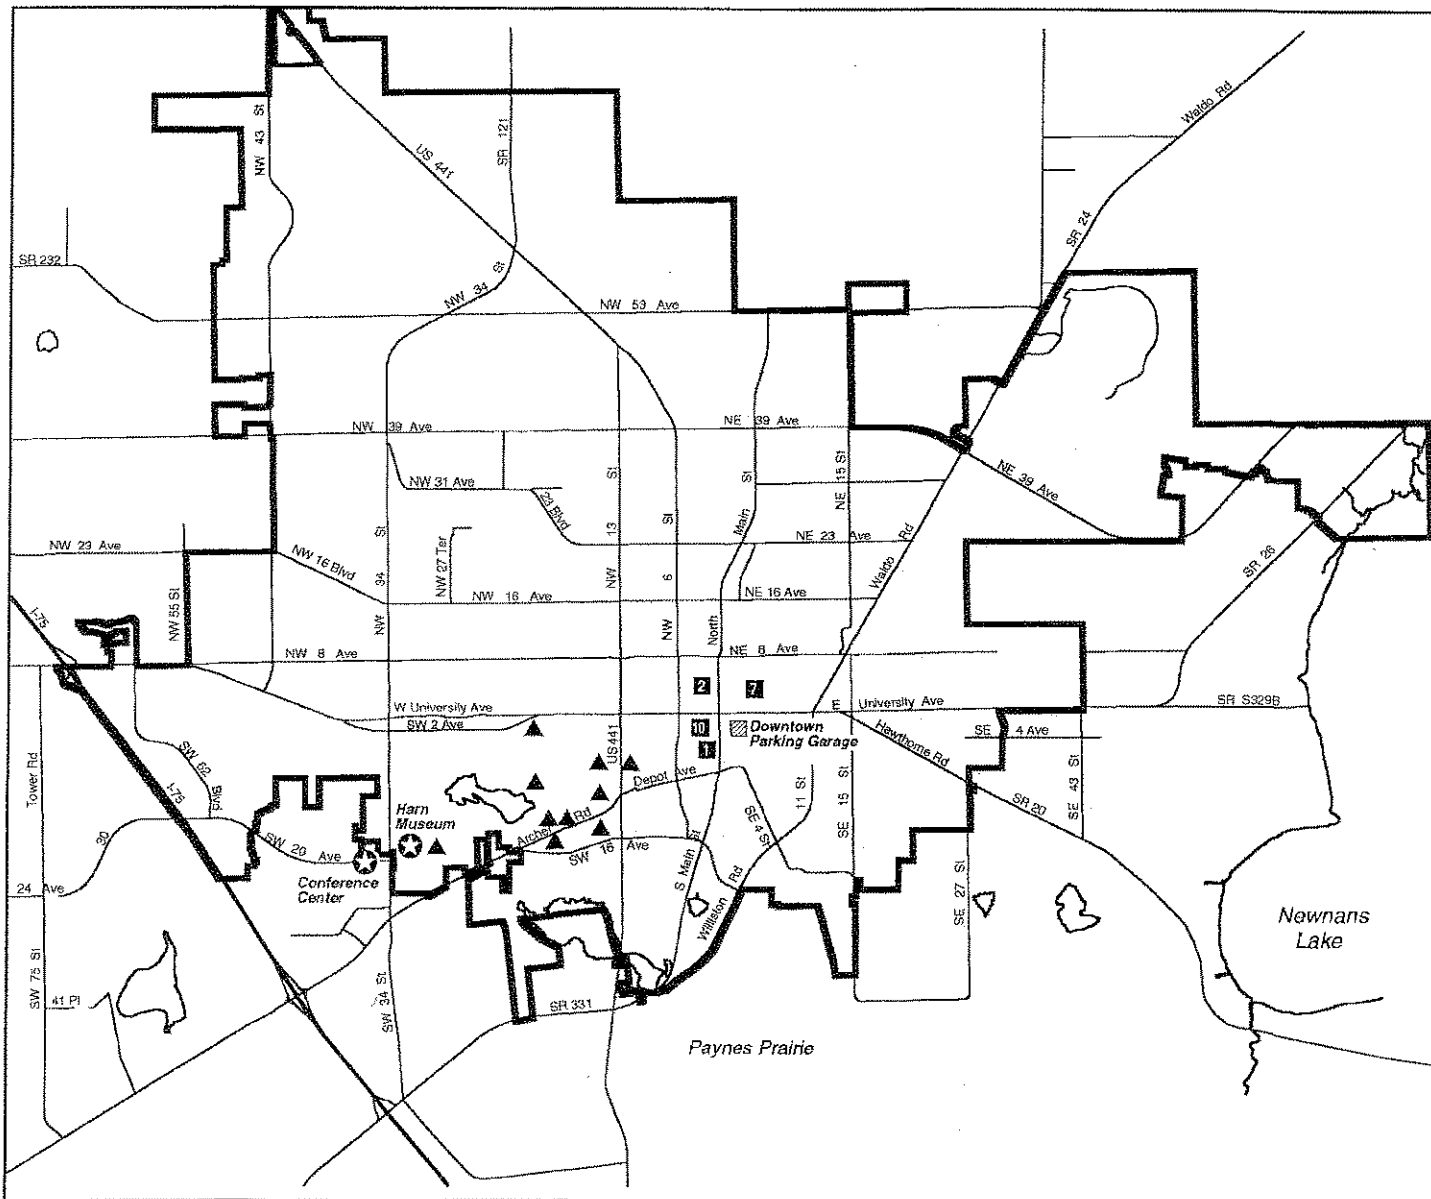 NW 43 St
US 441
SR 121
Waldo Rd
SR 24
SR 232
NW 34 St
NW 53 Ave
NW 39 Ave
NE 39 Ave
NE 15 St
NW 31 Ave
23 Blvd
NW 13 St
NW 6 St
North Main St
NE 39 Ave
NW 34 St
NW 23 Ave
NW 16 Blvd
NW 27 Ter
NE 23 Ave
Waldo Rd
SR 26
NW 55 St
NW 16 Ave
NE 16 Ave
I-75
NW 8 Ave
NE 8 Ave
2
7
W University Ave
E University Ave
SR S329B
SW 2 Ave
10
1
Downtown
Parking Garage
Hawthorne Rd
SE 4 Ave
SE 43 St
Tower Rd
SW 62 Blvd
I-75
US 441
Depot Ave
11 St
SE 15 St
SR 20
Harn
Museum
Archer Rd
SE 4 St
30
SW 20 Ave
SW 16 Ave
S Main St
24 Ave
Conference
Center
Williston Rd
SE 27 St
Newnans
Lake
SW 75 St
41 Pl
SW 34 St
SR 331
Paynes Prairie